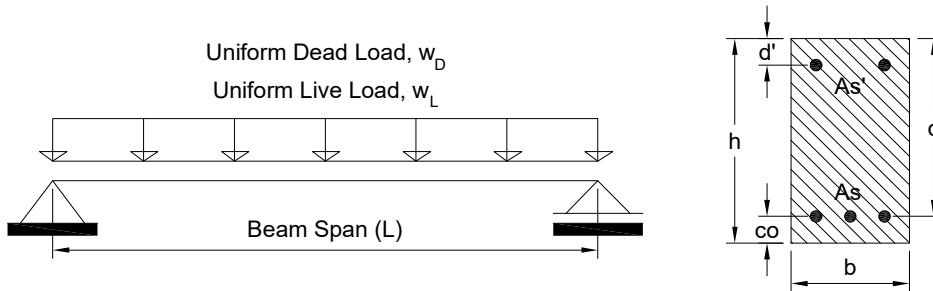 Uniform Dead Load, w_D
Uniform Live Load, w_L
Beam Span (L)
d'
As'
h
As
co
b